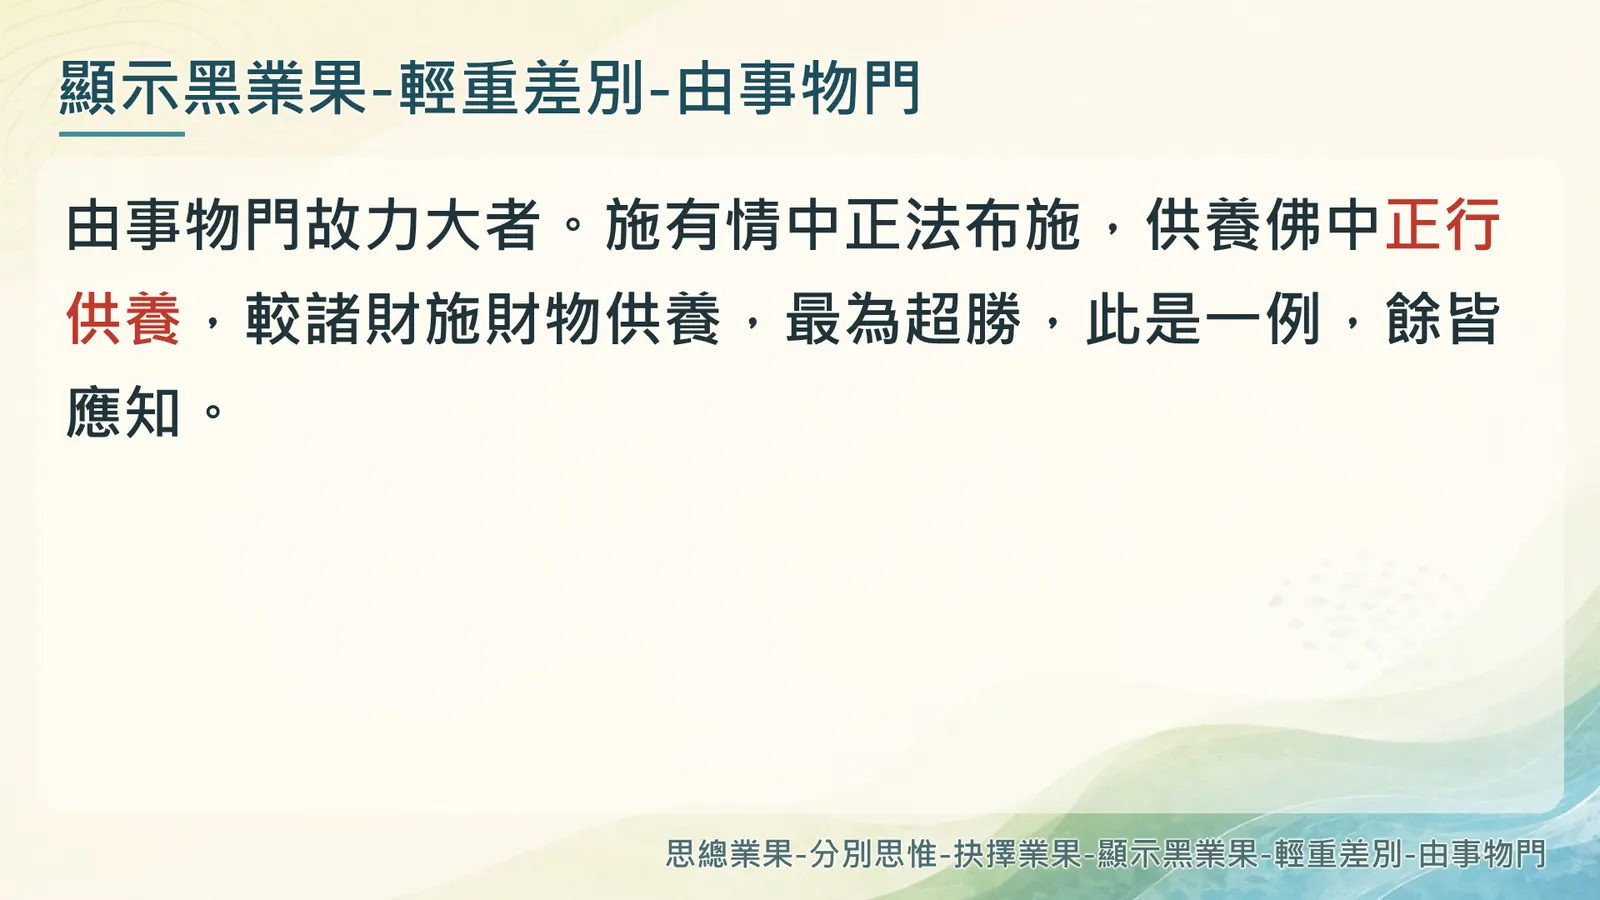 顯示黑業果-輕重差別-由事物門
由事物門故力大者。施有情中正法布施，供養佛中正行
供養，較諸財施財物供養，最為超勝，此是一例，餘皆
應知。
思總業果-分別思惟-抉擇業果-顯示黑業果-輕重差別-由事物門